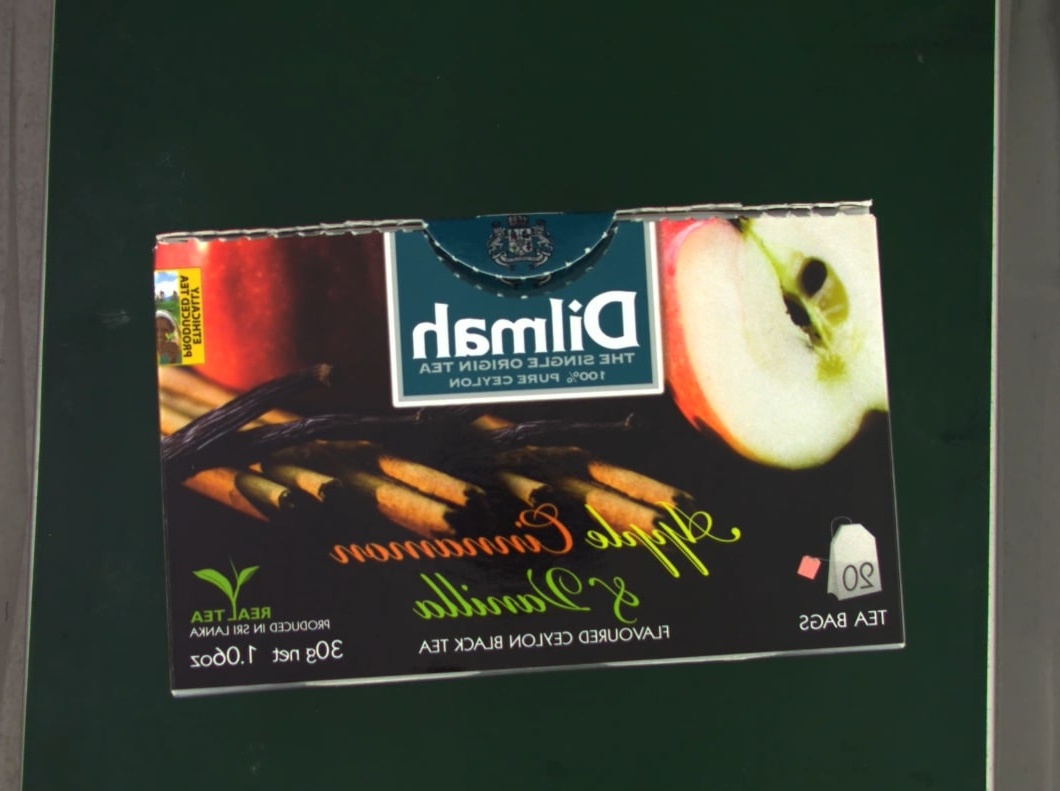 Dilmah
THE SINGLE ORIGIN TEA
100% PURE CEYLON
ETHICALLY
PRODUCED TEA
Apple Cinnamon
& Vanilla
FLAVOURED CEYLON BLACK TEA
20
TEA BAGS
REAL TEA
PRODUCED IN SRI LANKA
30g net 1.06oz